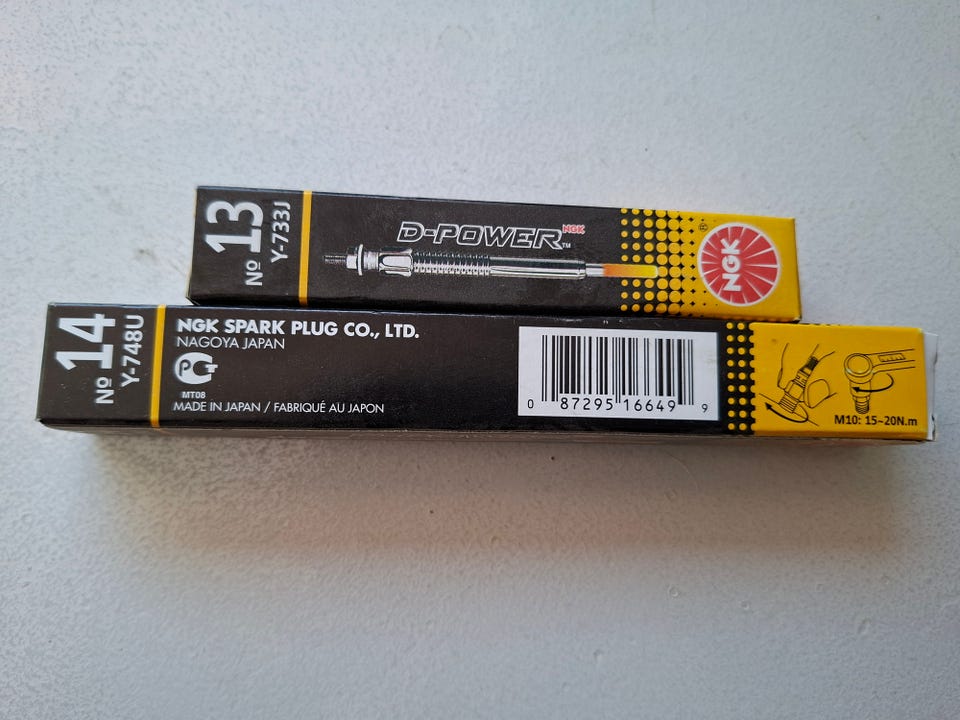 Nº 13
Y-733J
D-POWER NGK™
NGK®
Nº 14
Y-748U
NGK SPARK PLUG CO., LTD.
NAGOYA JAPAN
MT08
MADE IN JAPAN / FABRIQUÉ AU JAPON
0 87295 16649 9
M10: 15~20N.m